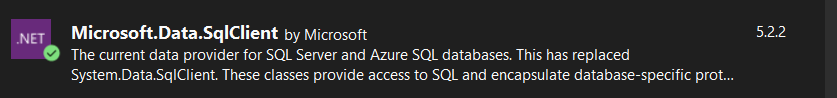 .NET
Microsoft.Data.SqlClient by Microsoft 5.2.2
The current data provider for SQL Server and Azure SQL databases. This has replaced
System.Data.SqlClient. These classes provide access to SQL and encapsulate database-specific prot...